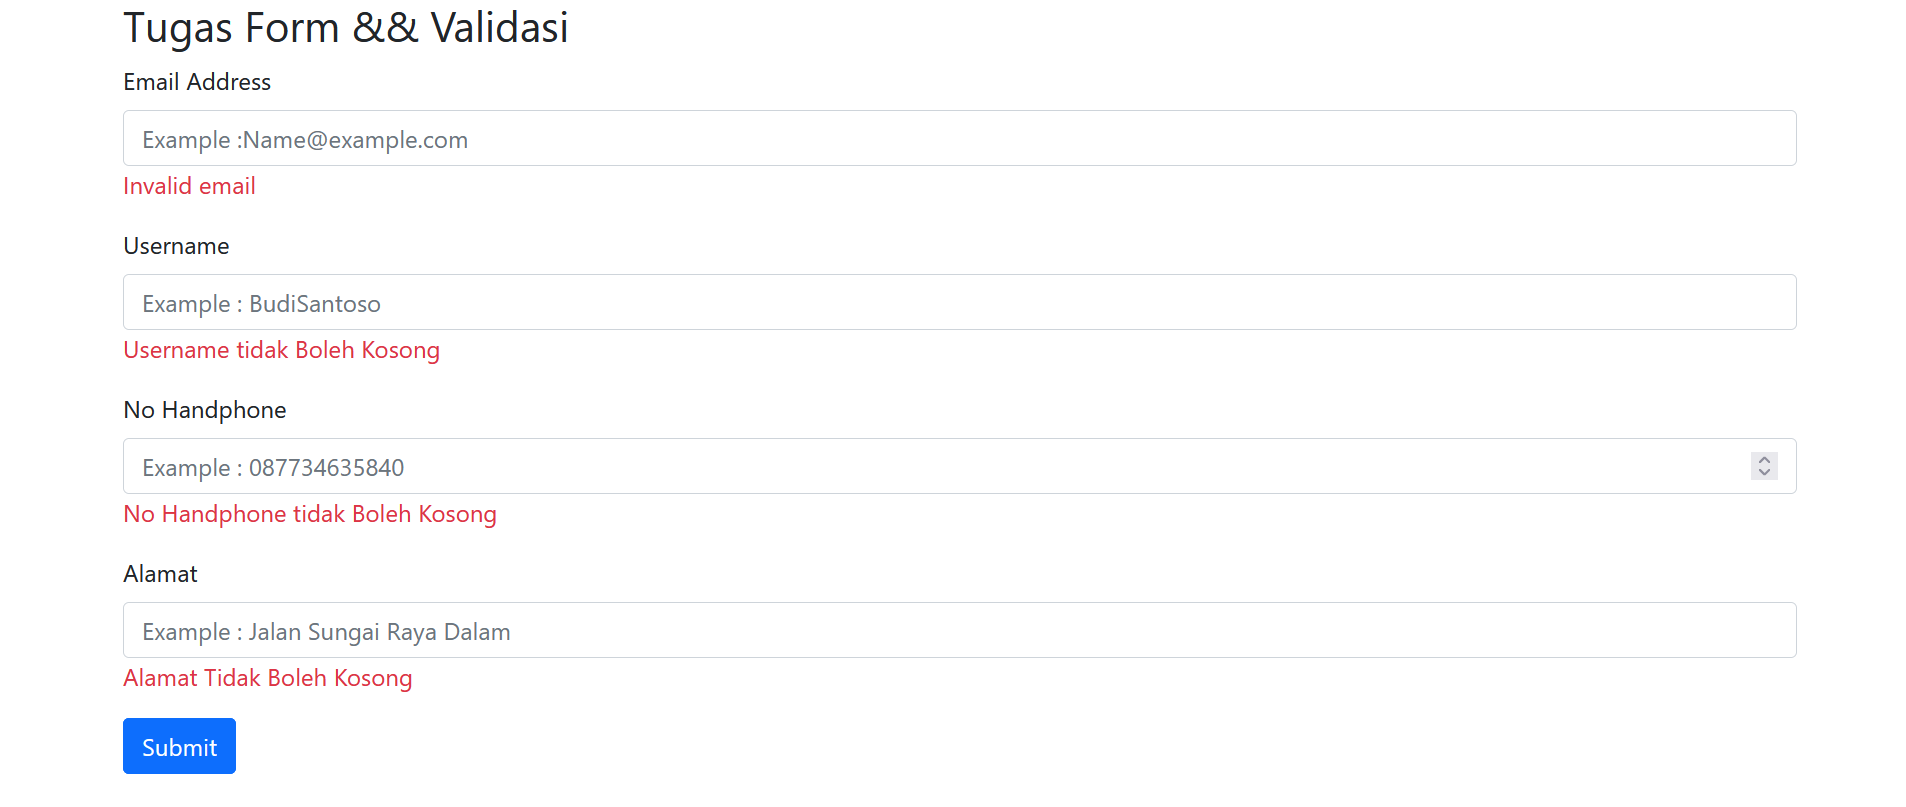 Tugas Form && Validasi
Email Address
Example :Name@example.com
Invalid email
Username
Example : BudiSantoso
Username tidak Boleh Kosong
No Handphone
Example : 087734635840
No Handphone tidak Boleh Kosong
Alamat
Example : Jalan Sungai Raya Dalam
Alamat Tidak Boleh Kosong
Submit